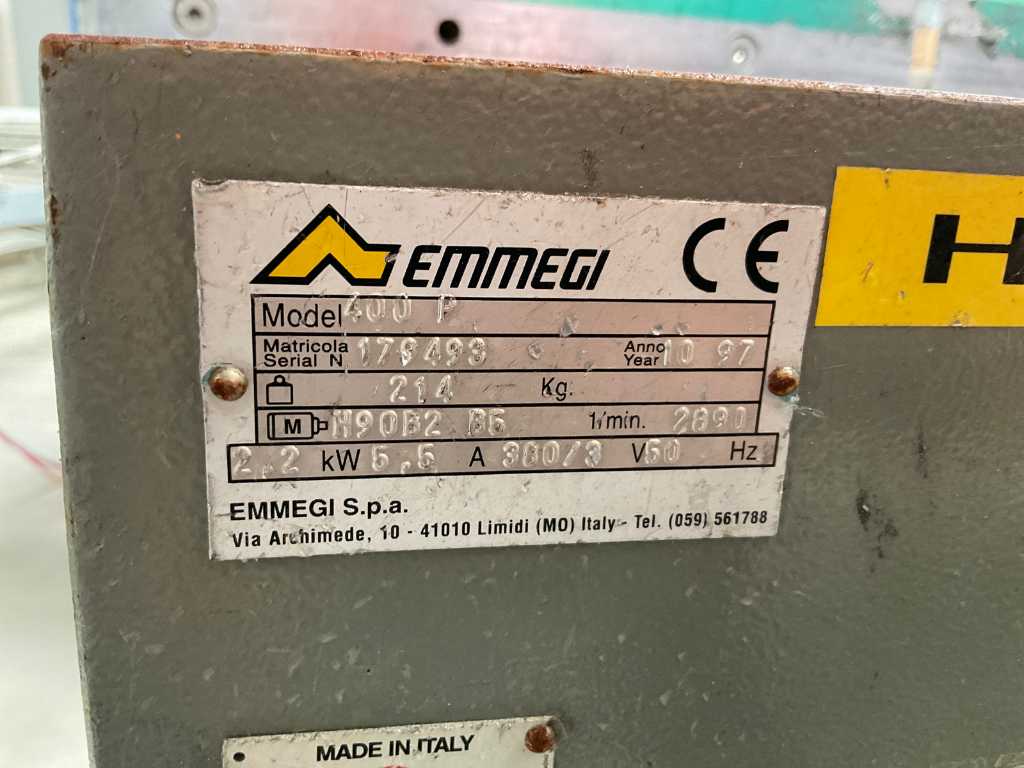 EMMEGI CE
Model 400 P
Matricola Serial N 178493 Anno Year 10 97
214 Kg.
M H90B2 B5 1/min. 2890
2,2 kW 5,5 A 380/3 V 50 Hz
EMMEGI S.p.a.
Via Archimede, 10 - 41010 Limidi (MO) Italy - Tel. (059) 561788
H
MADE IN ITALY